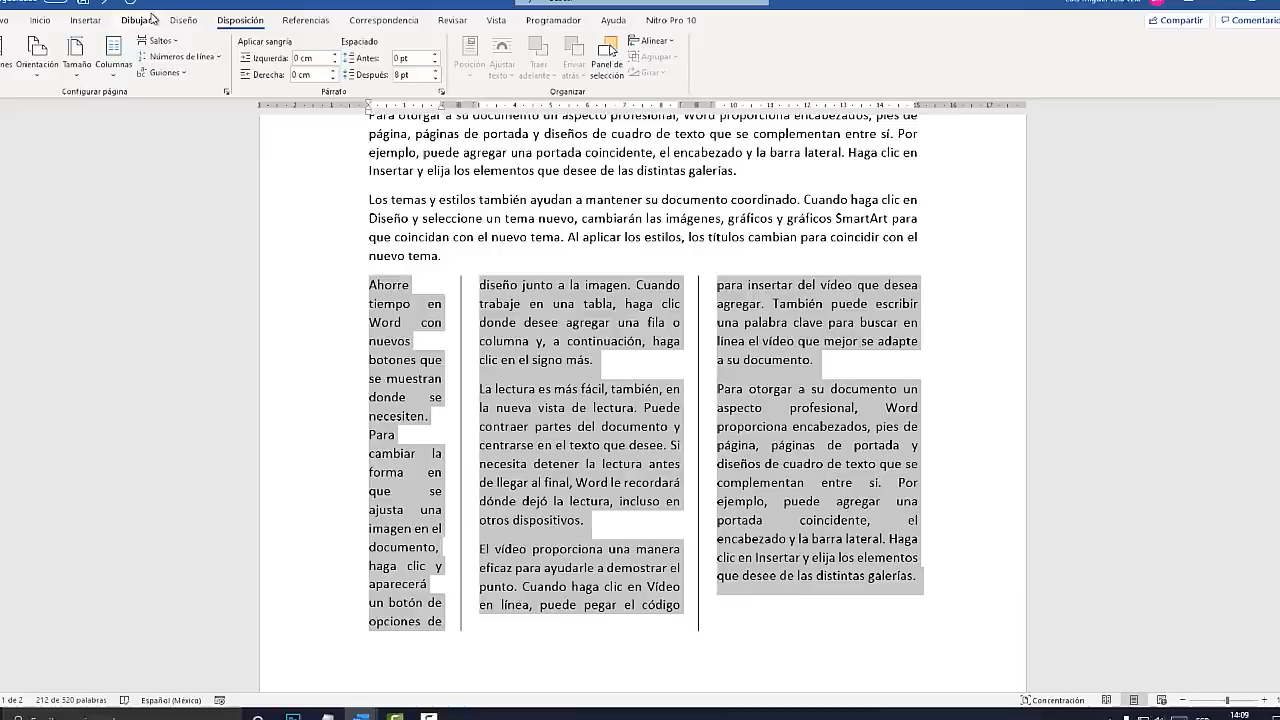 Inicio Insertar Dibujar Diseño Disposición Referencias Correspondencia Revisar Vista Programador Ayuda Nitro Pro 10 Compartir
Saltos Aplicar sangría Espaciado Alinear
Orientación Tamaño Columnas Números de línea Izquierda: 0 cm Antes: 0 pt Posición Ajustar texto Traer adelante Enviar atrás Panel de selección Agrupar
Guiones Derecha: 0 cm Después: 8 pt Girar
Configurar página Párrafo Organizar
Para otorgar a su documento un aspecto profesional, Word proporciona encabezados, pies de
página, páginas de portada y diseños de cuadro de texto que se complementan entre sí. Por
ejemplo, puede agregar una portada coincidente, el encabezado y la barra lateral. Haga clic en
Insertar y elija los elementos que desee de las distintas galerías.
Los temas y estilos también ayudan a mantener su documento coordinado. Cuando haga clic en
Diseño y seleccione un tema nuevo, cambiarán las imágenes, gráficos y gráficos SmartArt para
que coincidan con el nuevo tema. Al aplicar los estilos, los títulos cambian para coincidir con el
nuevo tema.
Ahorre
tiempo en
Word con
nuevos
botones que
se muestran
donde se
necesiten.
Para
cambiar la
forma en
que se
ajusta una
imagen en el
documento,
haga clic y
aparecerá
un botón de
opciones de
diseño junto a la imagen. Cuando
trabaje en una tabla, haga clic
donde desee agregar una fila o
columna y, a continuación, haga
clic en el signo más.
La lectura es más fácil, también, en
la nueva vista de lectura. Puede
contraer partes del documento y
centrarse en el texto que desee. Si
necesita detener la lectura antes
de llegar al final, Word le recordará
dónde dejó la lectura, incluso en
otros dispositivos.
El vídeo proporciona una manera
eficaz para ayudarle a demostrar el
punto. Cuando haga clic en Vídeo
en línea, puede pegar el código
para insertar del vídeo que desea
agregar. También puede escribir
una palabra clave para buscar en
línea el vídeo que mejor se adapte
a su documento.
Para otorgar a su documento un
aspecto profesional, Word
proporciona encabezados, pies de
página, páginas de portada y
diseños de cuadro de texto que se
complementan entre sí. Por
ejemplo, puede agregar una
portada coincidente, el
encabezado y la barra lateral. Haga
clic en Insertar y elija los elementos
que desee de las distintas galerías.
1 de 2 212 de 520 palabras Español (México) Concentración
14:09